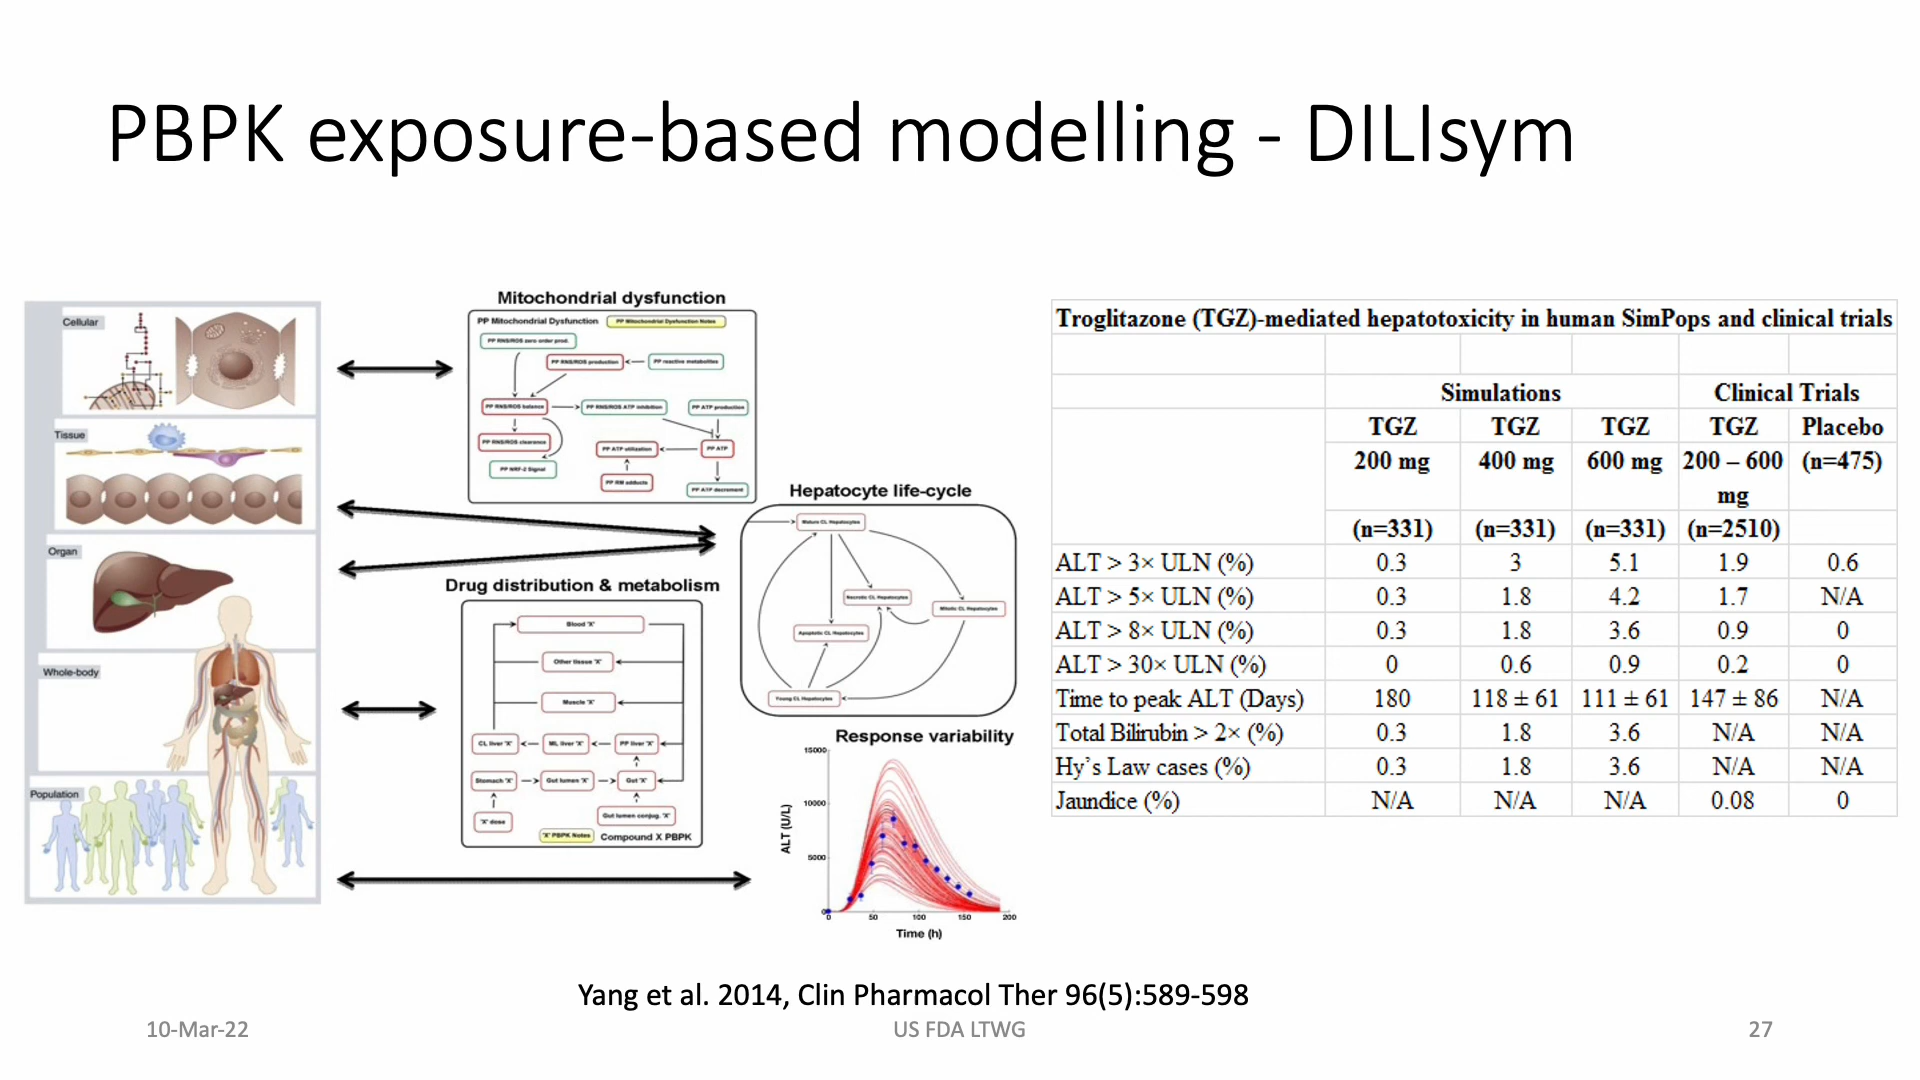 PBPK exposure-based modelling - DILIsym
Cellular
Tissue
Organ
Whole-body
Population
Mitochondrial dysfunction
PP Mitochondrial Dysfunction
PP Mitochondrial Dysfunction Notes
PP RNS/ROS zero order prod.
PP RNS/ROS production
PP reactive metabolites
PP RNS/ROS balance
PP RNS/ROS ATP inhibition
PP ATP production
PP RNS/ROS clearance
PP ATP utilization
PP ATP
PP NRF-2 Signal
PP RM adducts
PP ATP decrement
Hepatocyte life-cycle
Mature CL Hepatocytes
Necrotic CL Hepatocytes
Mitotic CL Hepatocytes
Apoptotic CL Hepatocytes
Young CL Hepatocytes
Drug distribution & metabolism
Blood 'X'
Other tissue 'X'
Muscle 'X'
CL liver 'X'
ML liver 'X'
PP liver 'X'
Stomach 'X'
Gut lumen 'X'
Gut 'X'
'X' dose
Gut lumen conjug. 'X'
'X' PBPK Notes
Compound X PBPK
Response variability
15000
10000
5000
0
ALT (U/L)
0 50 100 150 200
Time (h)
Troglitazone (TGZ)-mediated hepatotoxicity in human SimPops and clinical trials
Simulations Clinical Trials
TGZ TGZ TGZ TGZ Placebo
200 mg 400 mg 600 mg 200 – 600 (n=475)
mg
(n=331) (n=331) (n=331) (n=2510)
ALT > 3× ULN (%) 0.3 3 5.1 1.9 0.6
ALT > 5× ULN (%) 0.3 1.8 4.2 1.7 N/A
ALT > 8× ULN (%) 0.3 1.8 3.6 0.9 0
ALT > 30× ULN (%) 0 0.6 0.9 0.2 0
Time to peak ALT (Days) 180 118 ± 61 111 ± 61 147 ± 86 N/A
Total Bilirubin > 2× (%) 0.3 1.8 3.6 N/A N/A
Hy's Law cases (%) 0.3 1.8 3.6 N/A N/A
Jaundice (%) N/A N/A N/A 0.08 0
Yang et al. 2014, Clin Pharmacol Ther 96(5):589-598
10-Mar-22
US FDA LTWG
27